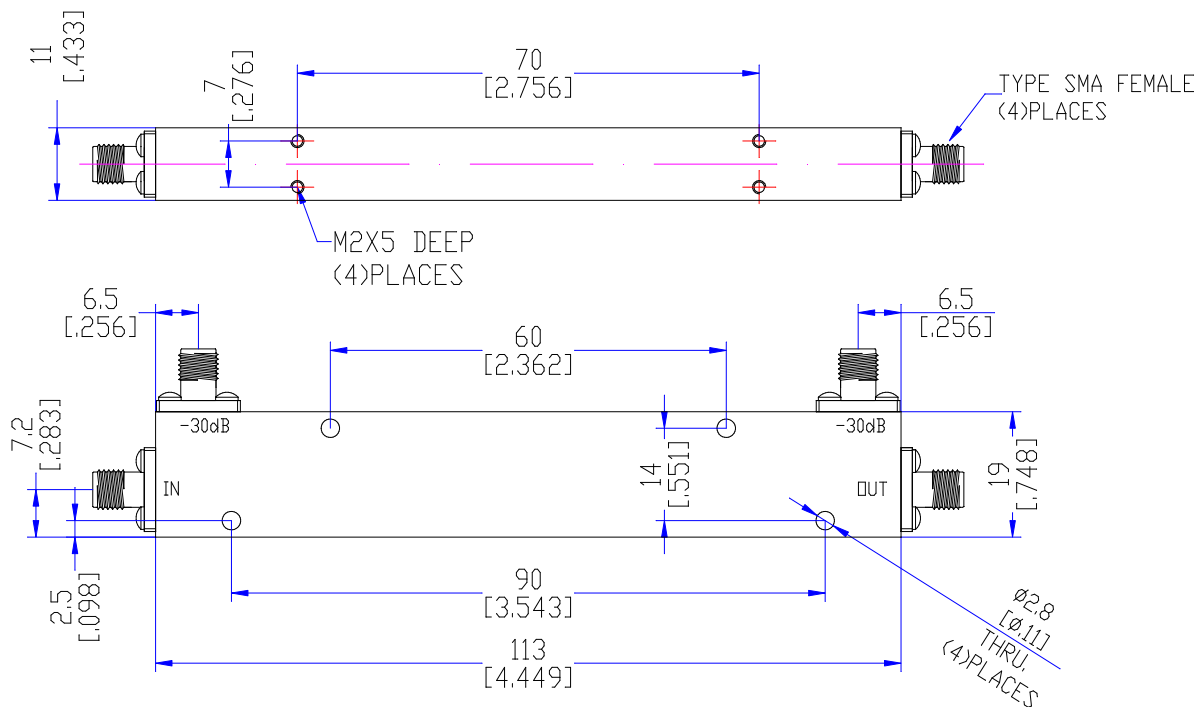 11
[.433]
7
[.276]
70
[2.756]
TYPE SMA FEMALE
(4)PLACES
M2X5 DEEP
(4)PLACES
6.5
[.256]
60
[2.362]
6.5
[.256]
-30dB
-30dB
7.2
[.283]
IN
14
[.551]
OUT
19
[.748]
2.5
[.098]
90
[3.543]
113
[4.449]
Ø2.8
[Ø.11]
THRU,
(4)PLACES